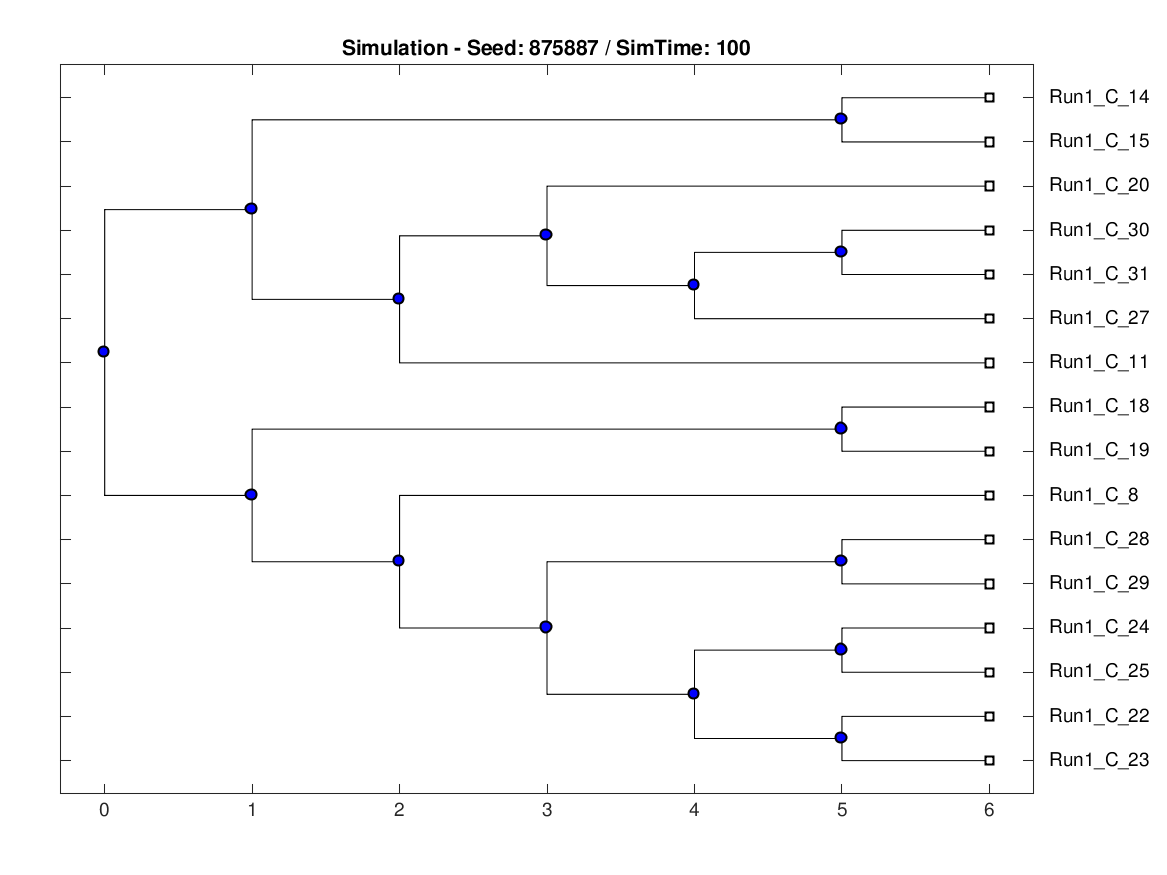 Simulation - Seed: 875887 / SimTime: 100
Run1_C_14
Run1_C_15
Run1_C_20
Run1_C_30
Run1_C_31
Run1_C_27
Run1_C_11
Run1_C_18
Run1_C_19
Run1_C_8
Run1_C_28
Run1_C_29
Run1_C_24
Run1_C_25
Run1_C_22
Run1_C_23
0 1 2 3 4 5 6